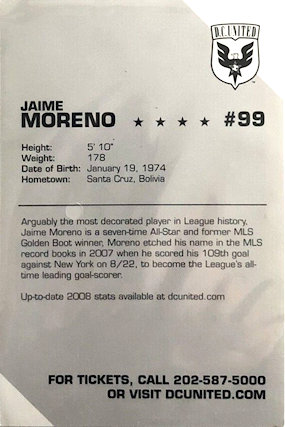 D.C.UNITED
JAIME
MORENO ★ ★ ★ ★ #99
Height: 5' 10"
Weight: 178
Date of Birth: January 19, 1974
Hometown: Santa Cruz, Bolivia
Arguably the most decorated player in League history,
Jaime Moreno is a seven-time All-Star and former MLS
Golden Boot winner, Moreno etched his name in the MLS
record books in 2007 when he scored his 109th goal
against New York on 8/22, to become the League's all-
time leading goal-scorer.
Up-to-date 2008 stats available at dcunited.com
FOR TICKETS, CALL 202-587-5000
OR VISIT DCUNITED.COM